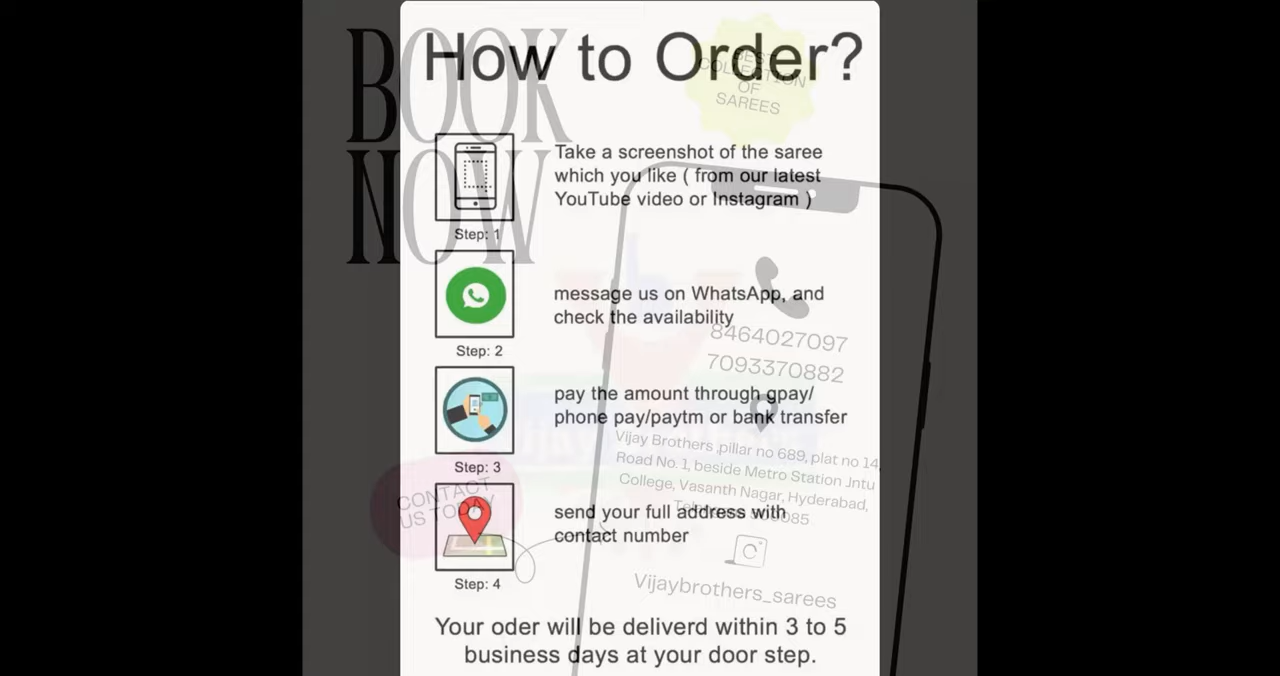 How to Order?
BOOK
NOW
BEST
COLLECTION
OF
SAREES
Take a screenshot of the saree
which you like ( from our latest
YouTube video or Instagram )
Step: 1
message us on WhatsApp, and
check the availability
Step: 2
8464027097
7093370882
pay the amount through gpay/
phone pay/paytm or bank transfer
Step: 3
Vijay Brothers ,pillar no 689, plat no 14,
Road No. 1, beside Metro Station Jntu
College, Vasanth Nagar, Hyderabad,
CONTACT
US TODAY
send your full address with
contact number
Step: 4
Vijaybrothers_sarees
Your oder will be deliverd within 3 to 5
business days at your door step.